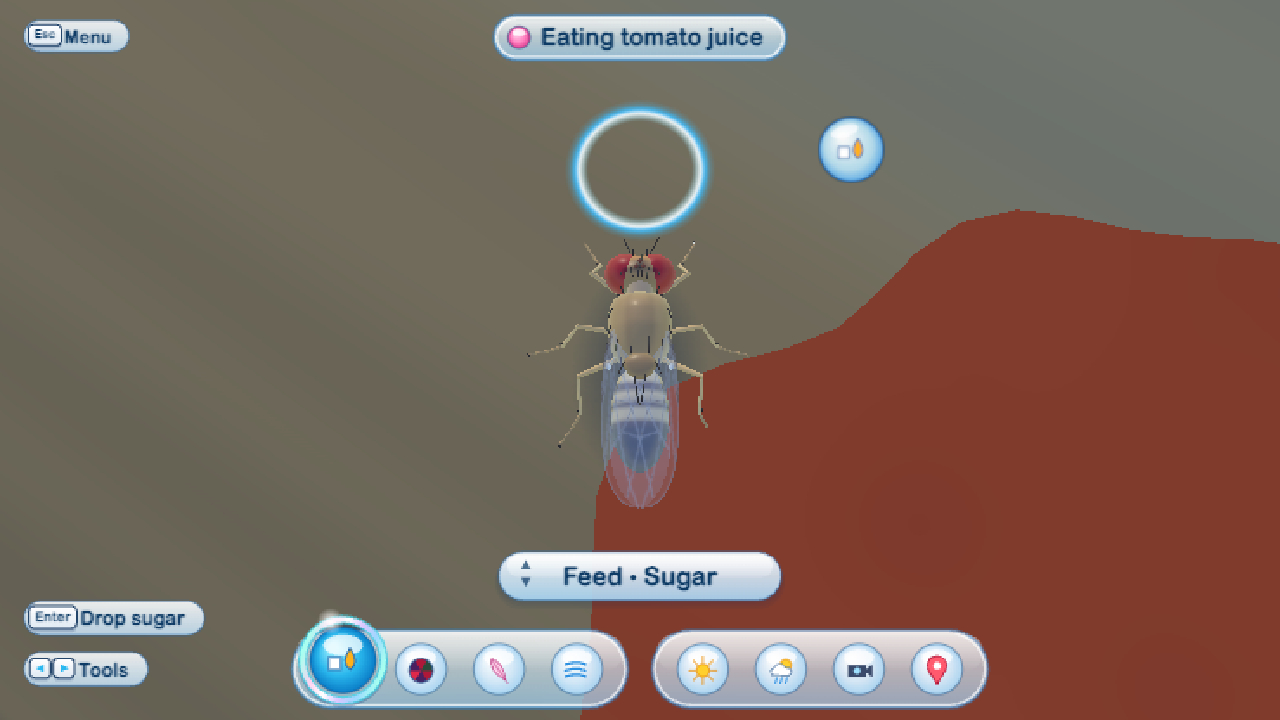 Esc Menu
Eating tomato juice
Feed • Sugar
Enter Drop sugar
Tools